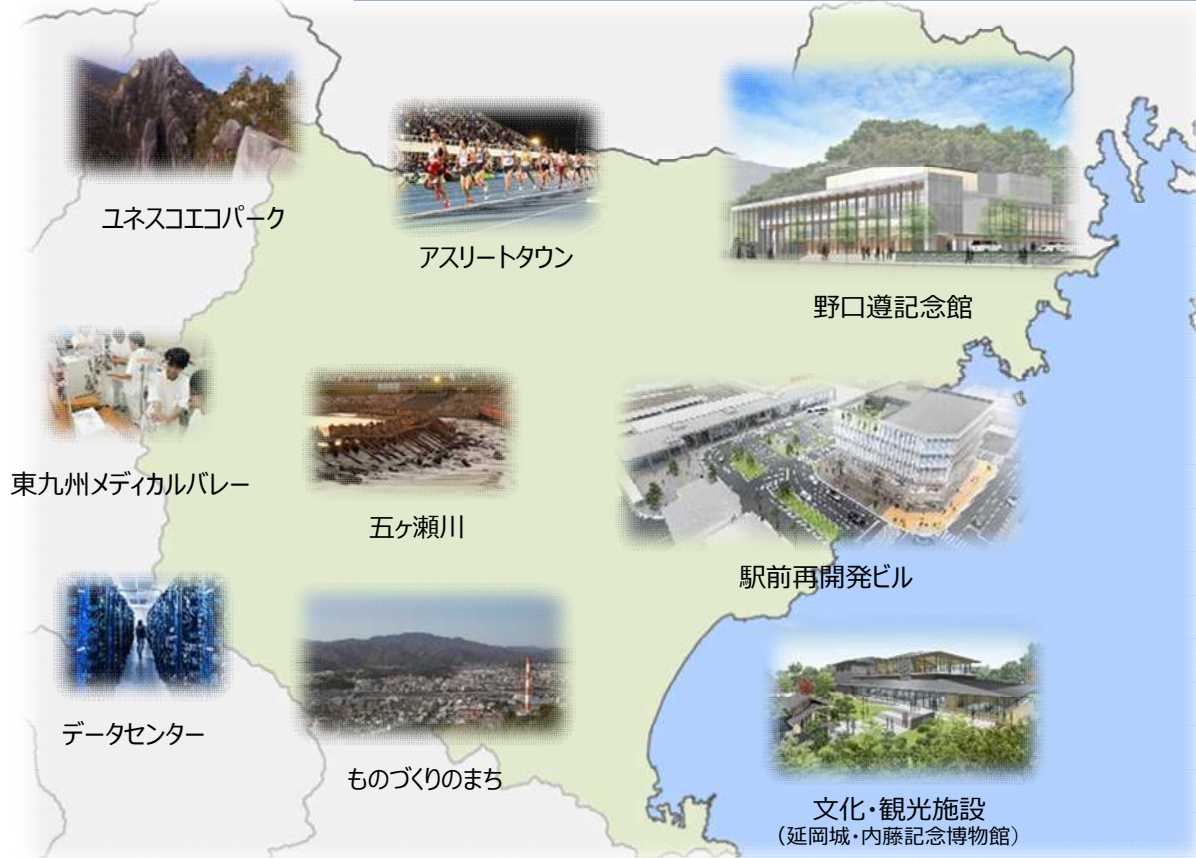 ユネスコエコパーク
アスリートタウン
野口遵記念館
東九州メディカルバレー
五ヶ瀬川
駅前再開発ビル
データセンター
ものづくりのまち
文化・観光施設
（延岡城・内藤記念博物館）